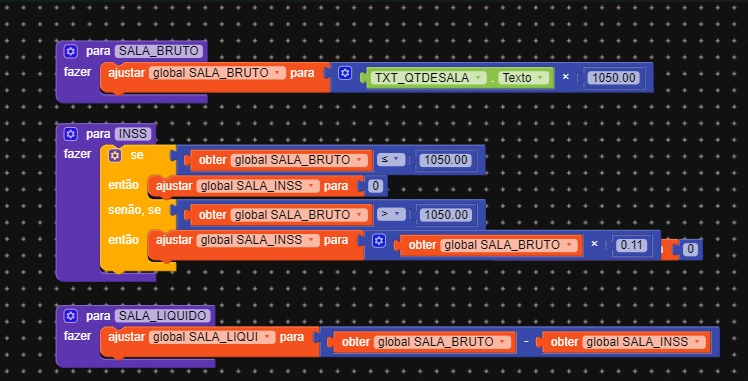 para SALA_BRUTO
fazer ajustar global SALA_BRUTO para TXT_QTDESALA . Texto × 1050.00
para INSS
fazer se obter global SALA_BRUTO ≤ 1050.00
então ajustar global SALA_INSS para 0
senão, se obter global SALA_BRUTO > 1050.00
então ajustar global SALA_INSS para obter global SALA_BRUTO × 0.11 0
para SALA_LIQUIDO
fazer ajustar global SALA_LIQUI para obter global SALA_BRUTO - obter global SALA_INSS